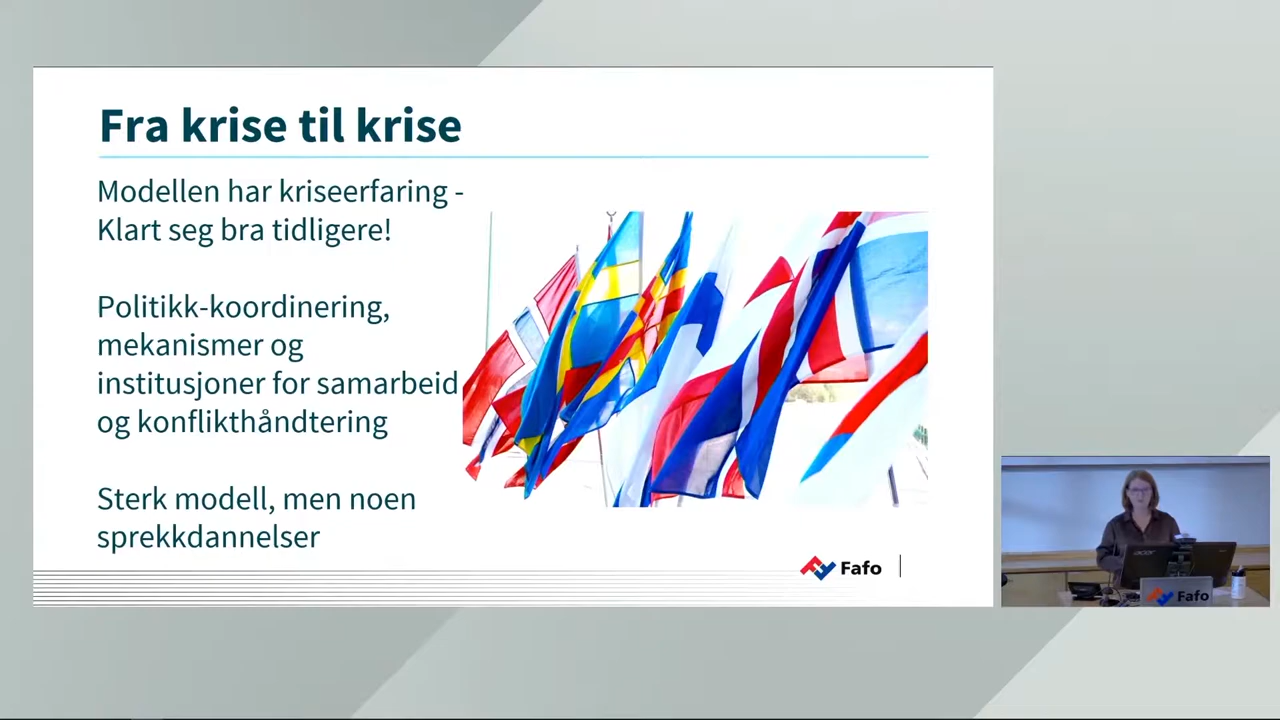 Fra krise til krise
Modellen har kriseerfaring -
Klart seg bra tidligere!
Politikk-koordinering,
mekanismer og
institusjoner for samarbeid
og konflikthåndtering
Sterk modell, men noen
sprekkdannelser
Fafo
acer
Fafo